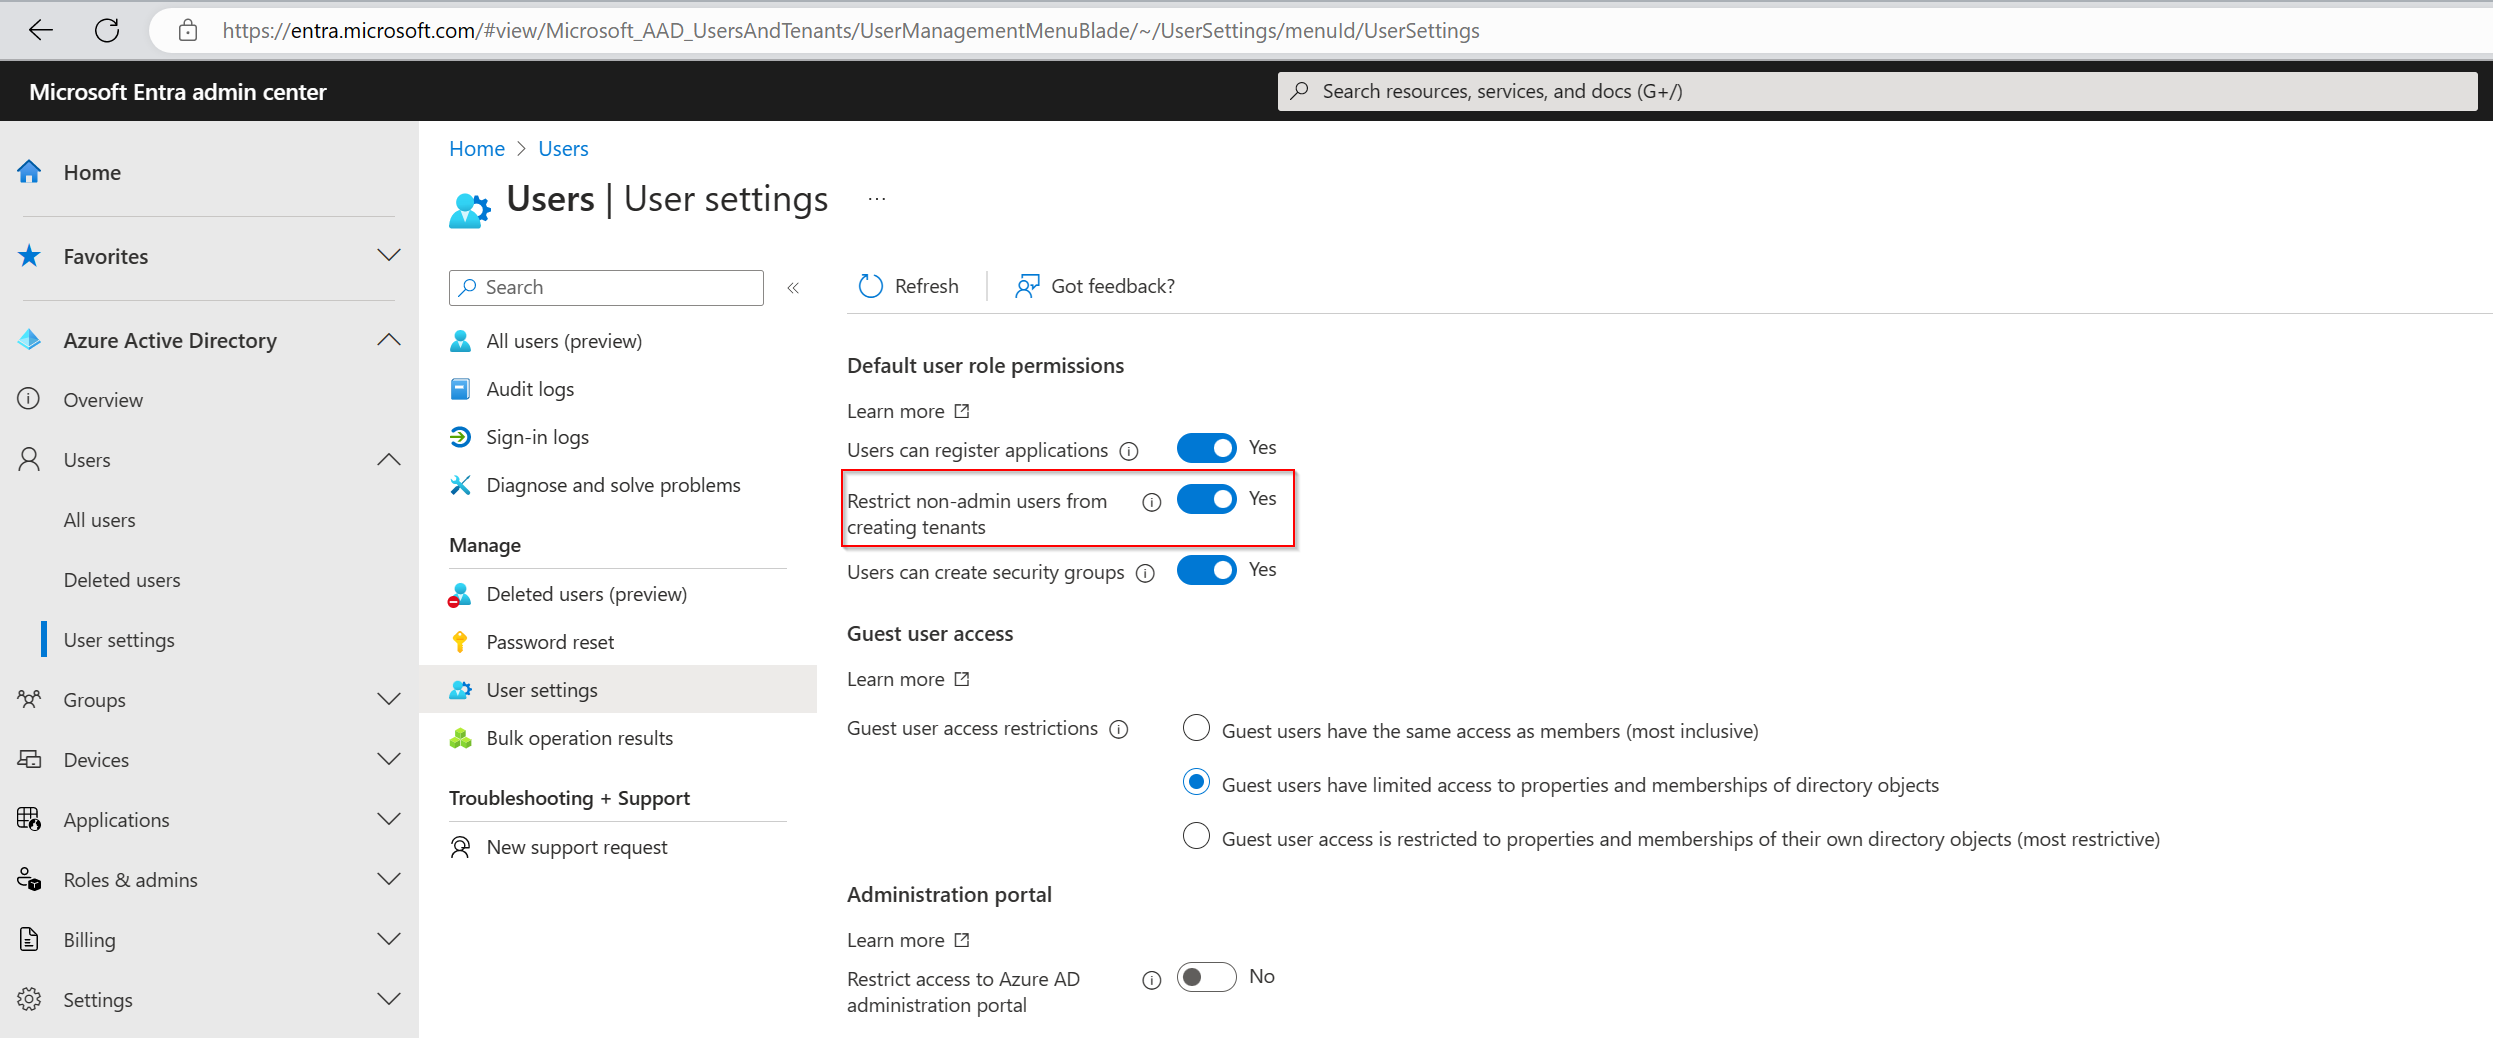 https://entra.microsoft.com/#view/Microsoft_AAD_UsersAndTenants/UserManagementMenuBlade/~/UserSettings/menuId/UserSettings
Microsoft Entra admin center
Search resources, services, and docs (G+/)
Home
Favorites
Azure Active Directory
Overview
Users
All users
Deleted users
User settings
Groups
Devices
Applications
Roles & admins
Billing
Settings
Home > Users
Users | User settings ...
Search
«
All users (preview)
Audit logs
Sign-in logs
Diagnose and solve problems
Manage
Deleted users (preview)
Password reset
User settings
Bulk operation results
Troubleshooting + Support
New support request
Refresh
Got feedback?
Default user role permissions
Learn more
Users can register applications Yes
Restrict non-admin users from
creating tenants
Yes
Users can create security groups Yes
Guest user access
Learn more
Guest user access restrictions
Guest users have the same access as members (most inclusive)
Guest users have limited access to properties and memberships of directory objects
Guest user access is restricted to properties and memberships of their own directory objects (most restrictive)
Administration portal
Learn more
Restrict access to Azure AD
administration portal
No